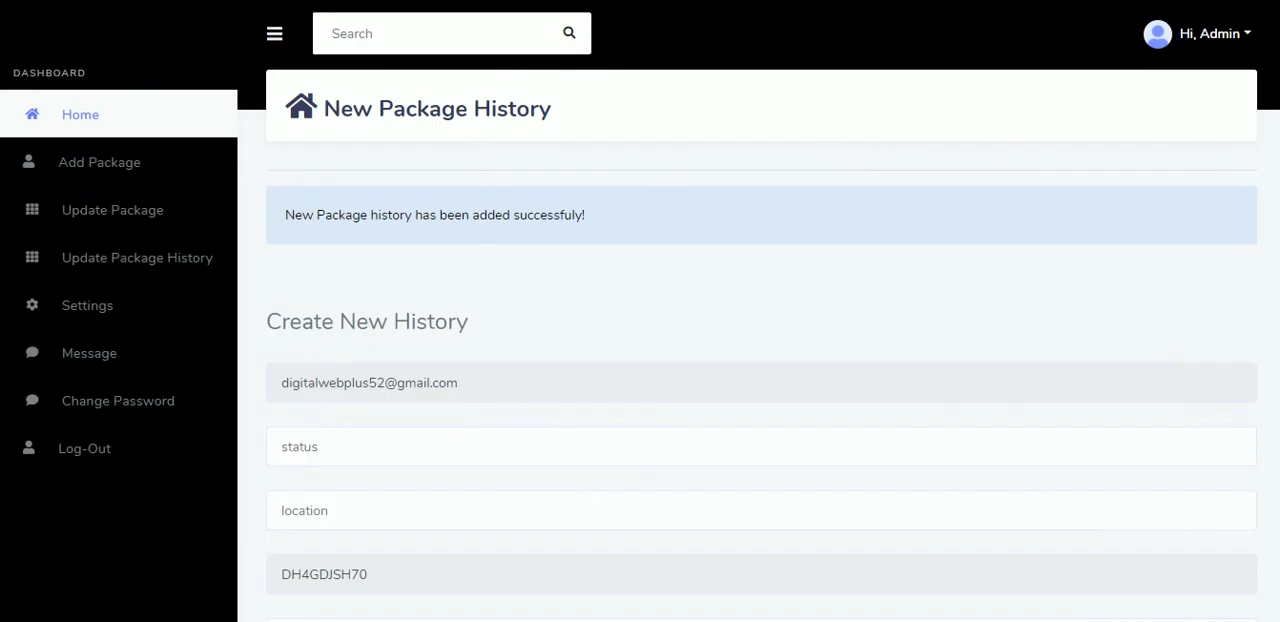 Search
Hi, Admin
DASHBOARD
Home
Add Package
Update Package
Update Package History
Settings
Message
Change Password
Log-Out
New Package History
New Package history has been added successfuly!
Create New History
digitalwebplus52@gmail.com
status
location
DH4GDJSH70